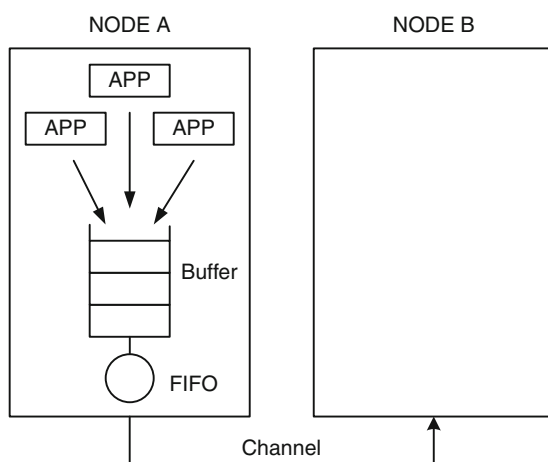 NODE A
NODE B
APP
APP
APP
Buffer
FIFO
Channel